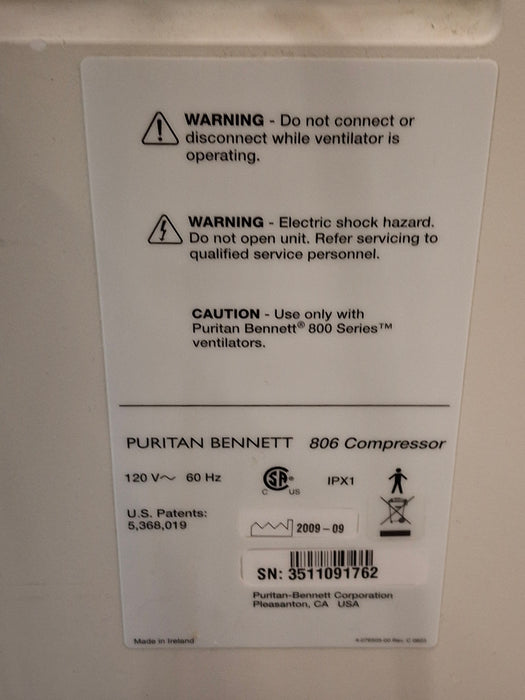 WARNING - Do not connect or
disconnect while ventilator is
operating.
WARNING - Electric shock hazard.
Do not open unit. Refer servicing to
qualified service personnel.
CAUTION - Use only with
Puritan Bennett® 800 Series™
ventilators.
PURITAN BENNETT 806 Compressor
120 V~ 60 Hz
C SA® US
IPX1
U.S. Patents:
5,368,019
2009-09
SN: 3511091762
Puritan-Bennett Corporation
Pleasanton, CA USA
Made in Ireland
Rev. C